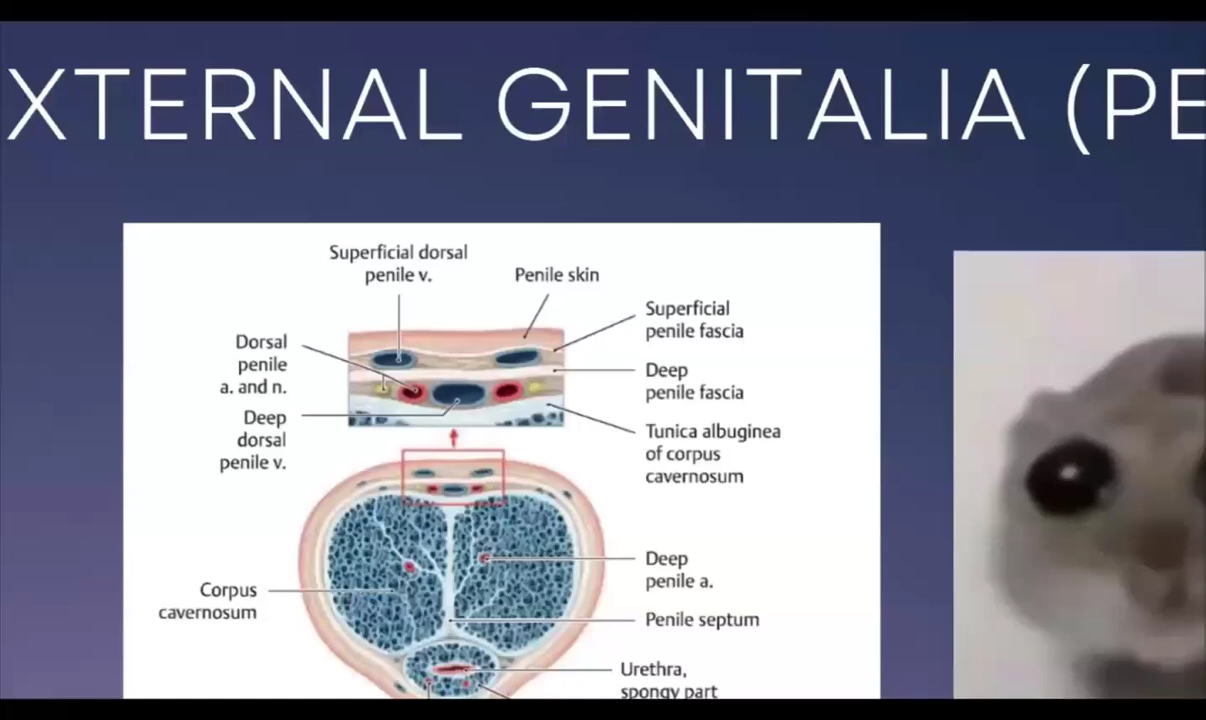 XTERNAL GENITALIA (PE
Superficial dorsal
penile v.
Penile skin
Superficial
penile fascia
Dorsal
penile
a. and n.
Deep
penile fascia
Deep
dorsal
penile v.
Tunica albuginea
of corpus
cavernosum
Deep
penile a.
Corpus
cavernosum
Penile septum
Urethra,
spongy part